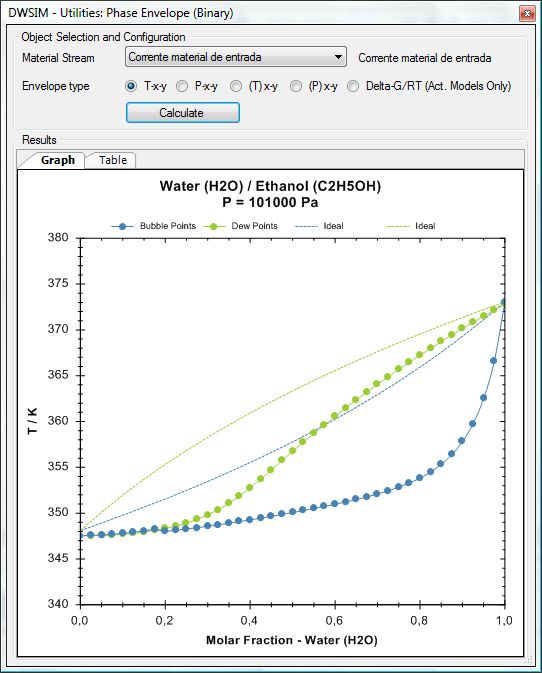 DWSIM - Utilities: Phase Envelope (Binary)
Object Selection and Configuration
Material Stream Corrente material de entrada Corrente material de entrada
Envelope type T-x-y P-x-y (T) x-y (P) x-y Delta-G/RT (Act. Models Only)
Calculate
Results
Graph Table
Water (H2O) / Ethanol (C2H5OH)
P = 101000 Pa
Bubble Points Dew Points Ideal Ideal
380
375
370
365
360
355
350
345
340
T / K
0,0 0,2 0,4 0,6 0,8 1,0
Molar Fraction - Water (H2O)